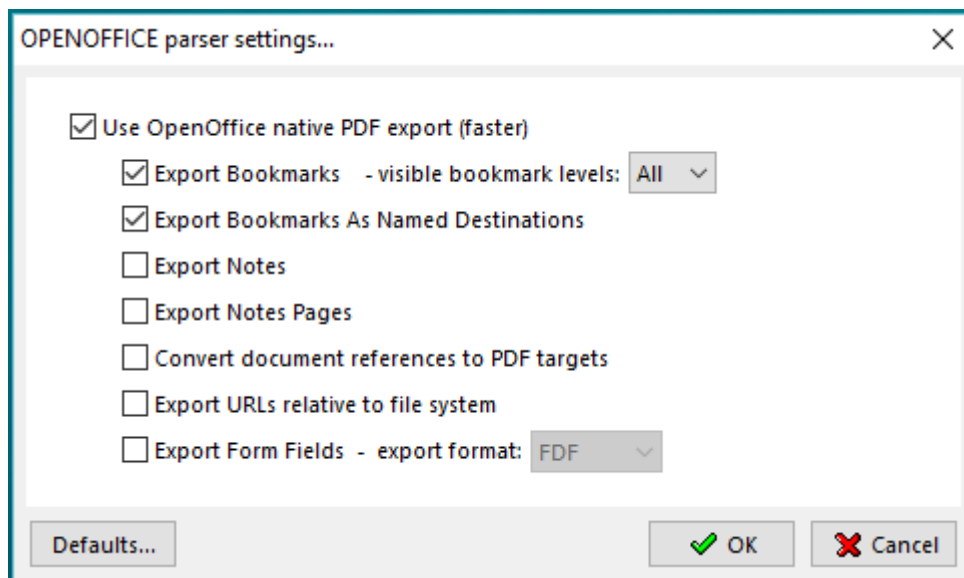 OPENOFFICE parser settings...
Use OpenOffice native PDF export (faster)
Export Bookmarks - visible bookmark levels: All
Export Bookmarks As Named Destinations
Export Notes
Export Notes Pages
Convert document references to PDF targets
Export URLs relative to file system
Export Form Fields - export format: FDF
Defaults... OK Cancel